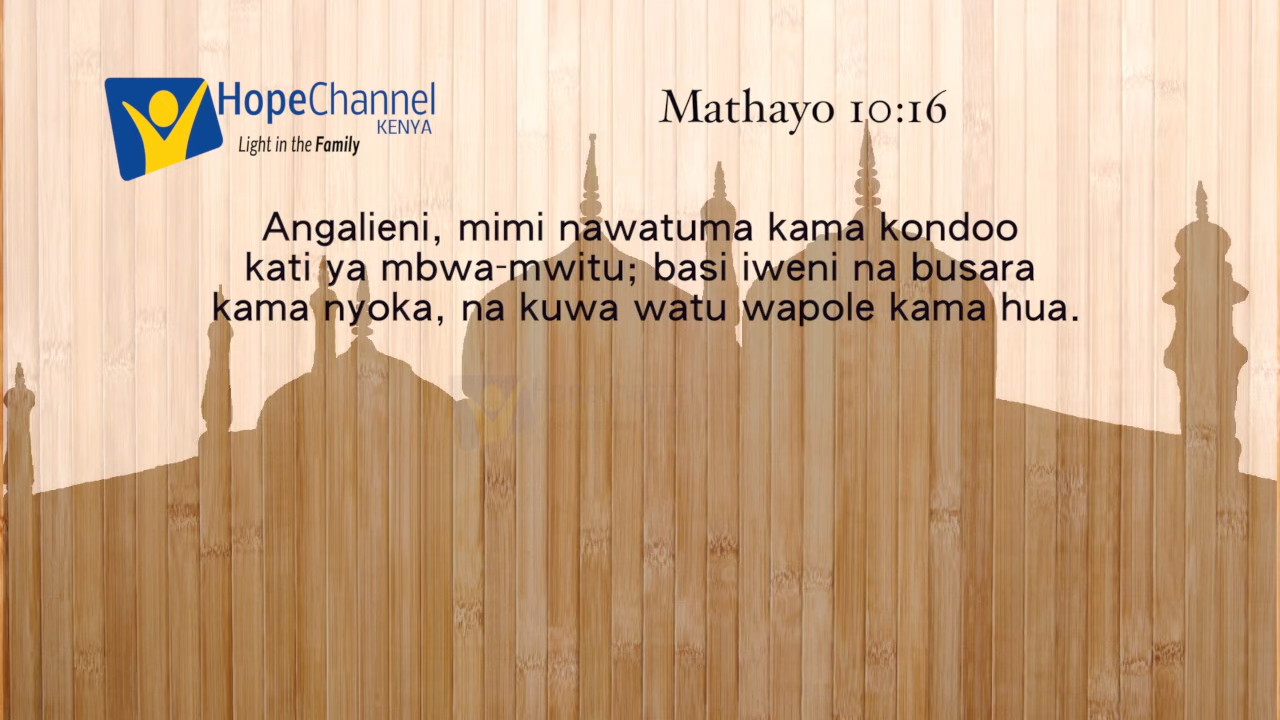 HopeChannel
KENYA
Light in the Family
Mathayo 10:16
Angalieni, mimi nawatuma kama kondoo
kati ya mbwa-mwitu; basi iweni na busara
kama nyoka, na kuwa watu wapole kama hua.